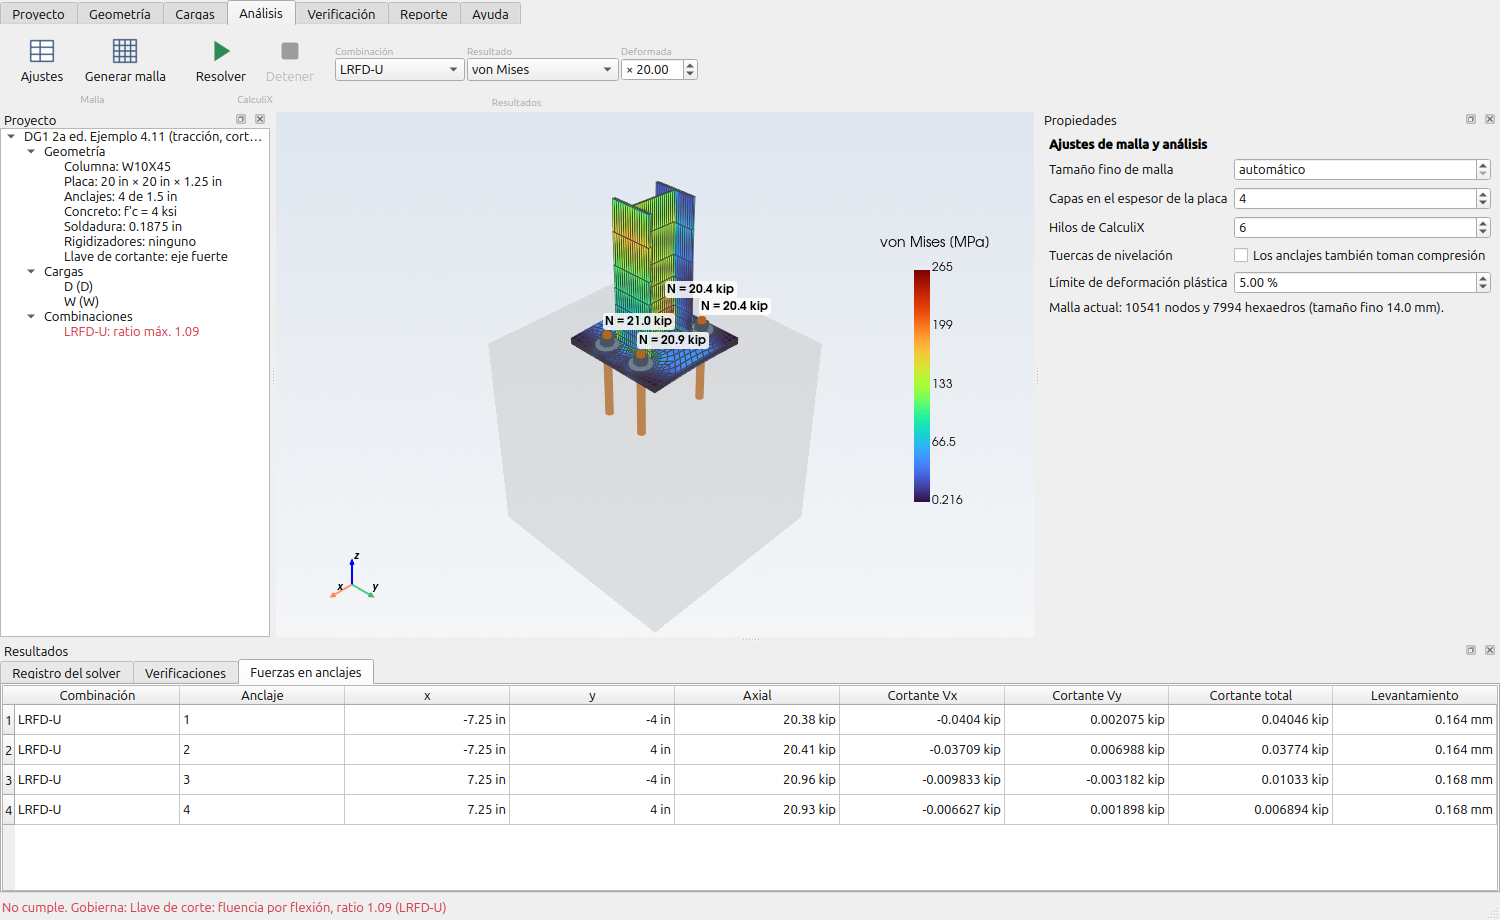 Proyecto Geometría Cargas Análisis Verificación Reporte Ayuda
Ajustes Generar malla Resolver Detener
Malla CalculiX
Combinación Resultado Deformada
LRFD-U von Mises × 20.00
Resultados
Proyecto
DG1 2a ed. Ejemplo 4.11 (tracción, cort…
Geometría
Columna: W10X45
Placa: 20 in × 20 in × 1.25 in
Anclajes: 4 de 1.5 in
Concreto: f'c = 4 ksi
Soldadura: 0.1875 in
Rigidizadores: ninguno
Llave de cortante: eje fuerte
Cargas
D (D)
W (W)
Combinaciones
LRFD-U: ratio máx. 1.09
N = 20.4 kip
N = 20.4 kip
N = 21.0 kip
N = 20.9 kip
von Mises [MPa]
265
199
133
66.5
0.216
z
x
y
Propiedades
Ajustes de malla y análisis
Tamaño fino de malla automático
Capas en el espesor de la placa 4
Hilos de CalculiX 6
Tuercas de nivelación Los anclajes también toman compresión
Límite de deformación plástica 5.00 %
Malla actual: 10541 nodos y 7994 hexaedros (tamaño fino 14.0 mm).
Resultados
Registro del solver Verificaciones Fuerzas en anclajes
Combinación Anclaje x y Axial Cortante Vx Cortante Vy Cortante total Levantamiento
1 LRFD-U 1 -7.25 in -4 in 20.38 kip -0.0404 kip 0.002075 kip 0.04046 kip 0.164 mm
2 LRFD-U 2 -7.25 in 4 in 20.41 kip -0.03709 kip 0.006988 kip 0.03774 kip 0.164 mm
3 LRFD-U 3 7.25 in -4 in 20.96 kip -0.009833 kip -0.003182 kip 0.01033 kip 0.168 mm
4 LRFD-U 4 7.25 in 4 in 20.93 kip -0.006627 kip 0.001898 kip 0.006894 kip 0.168 mm
No cumple. Gobierna: Llave de corte: fluencia por flexión, ratio 1.09 (LRFD-U)